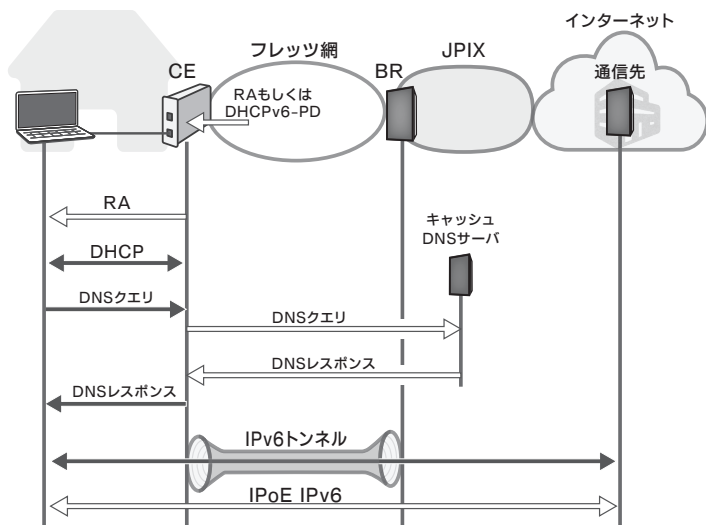 インターネット
フレッツ網
JPIX
CE
BR
通信先
RAもしくは
DHCPv6-PD
RA
キャッシュ
DNSサーバ
DHCP
DNSクエリ
DNSクエリ
DNSレスポンス
DNSレスポンス
IPv6トンネル
IPoE IPv6